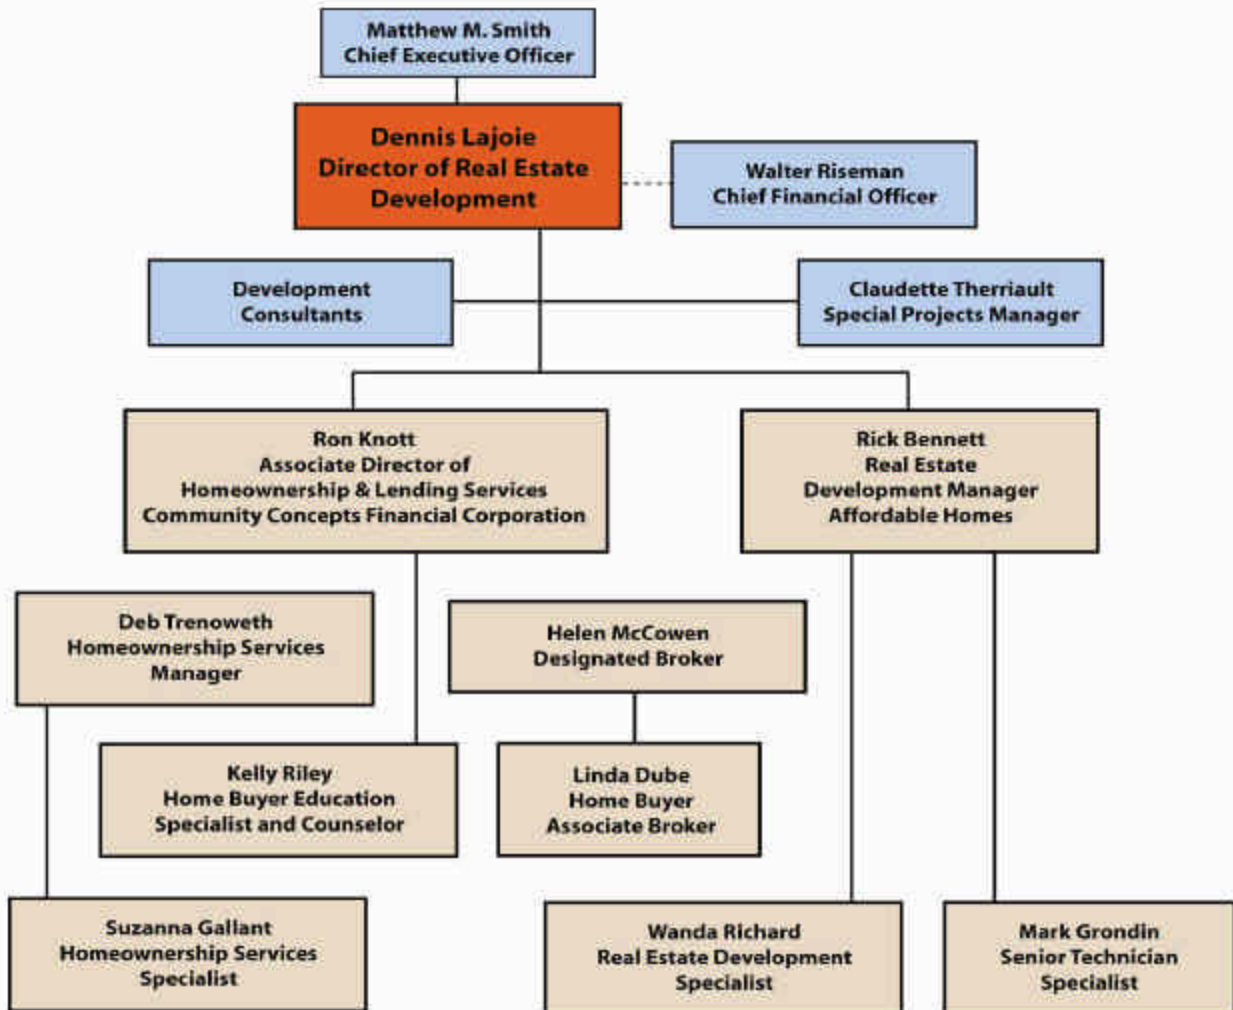 Matthew M. Smith
Chief Executive Officer
Dennis Lajoie
Director of Real Estate
Development
Walter Riseman
Chief Financial Officer
Development
Consultants
Claudette Therriault
Special Projects Manager
Ron Knott
Associate Director of
Homeownership & Lending Services
Community Concepts Financial Corporation
Rick Bennett
Real Estate
Development Manager
Affordable Homes
Deb Trenoweth
Homeownership Services
Manager
Helen McCowen
Designated Broker
Kelly Riley
Home Buyer Education
Specialist and Counselor
Linda Dube
Home Buyer
Associate Broker
Suzanna Gallant
Homeownership Services
Specialist
Wanda Richard
Real Estate Development
Specialist
Mark Grondin
Senior Technician
Specialist